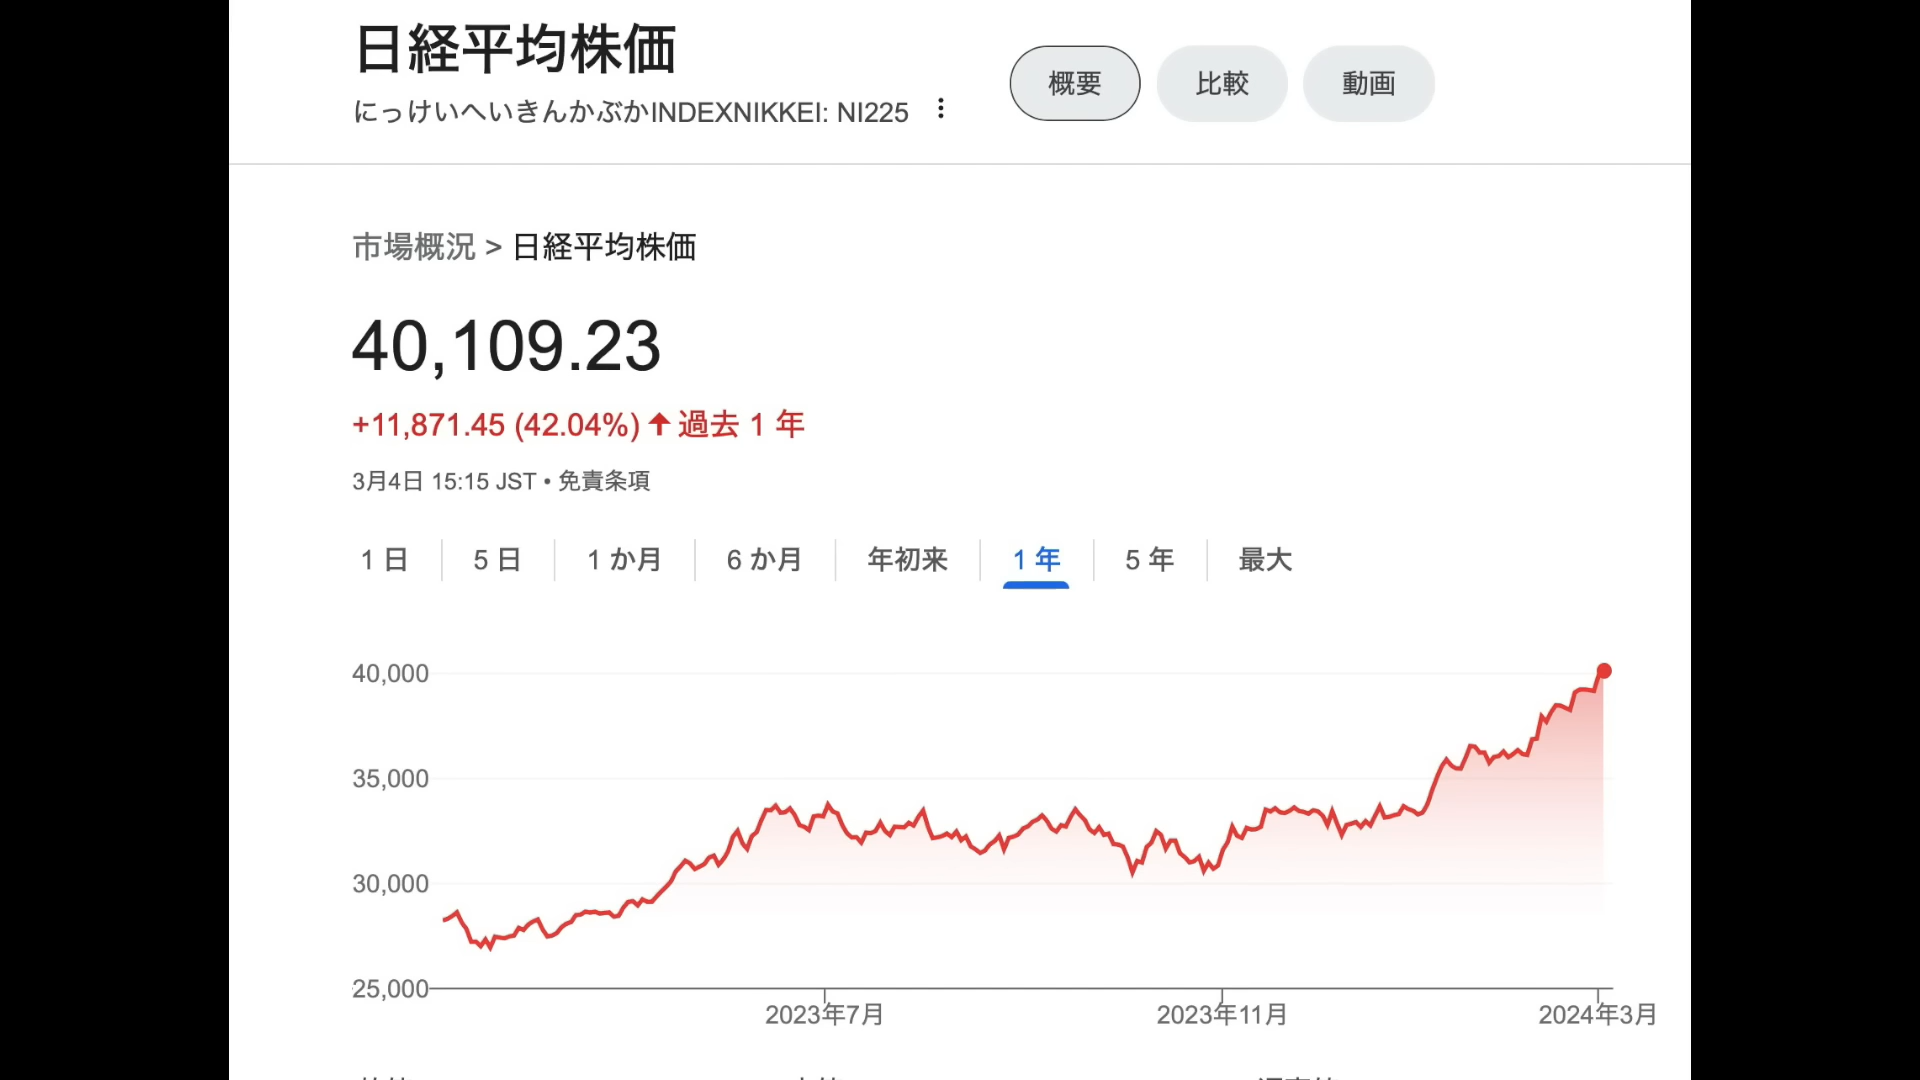 日経平均株価
にっけいへいきんかぶかINDEXNIKKEI: NI225
概要 比較 動画
市場概況 > 日経平均株価
40,109.23
+11,871.45 (42.04%) ↑ 過去 1 年
3月4日 15:15 JST • 免責条項
1 日 5 日 1 か月 6 か月 年初来 1 年 5 年 最大
40,000
35,000
30,000
25,000
2023年7月 2023年11月 2024年3月